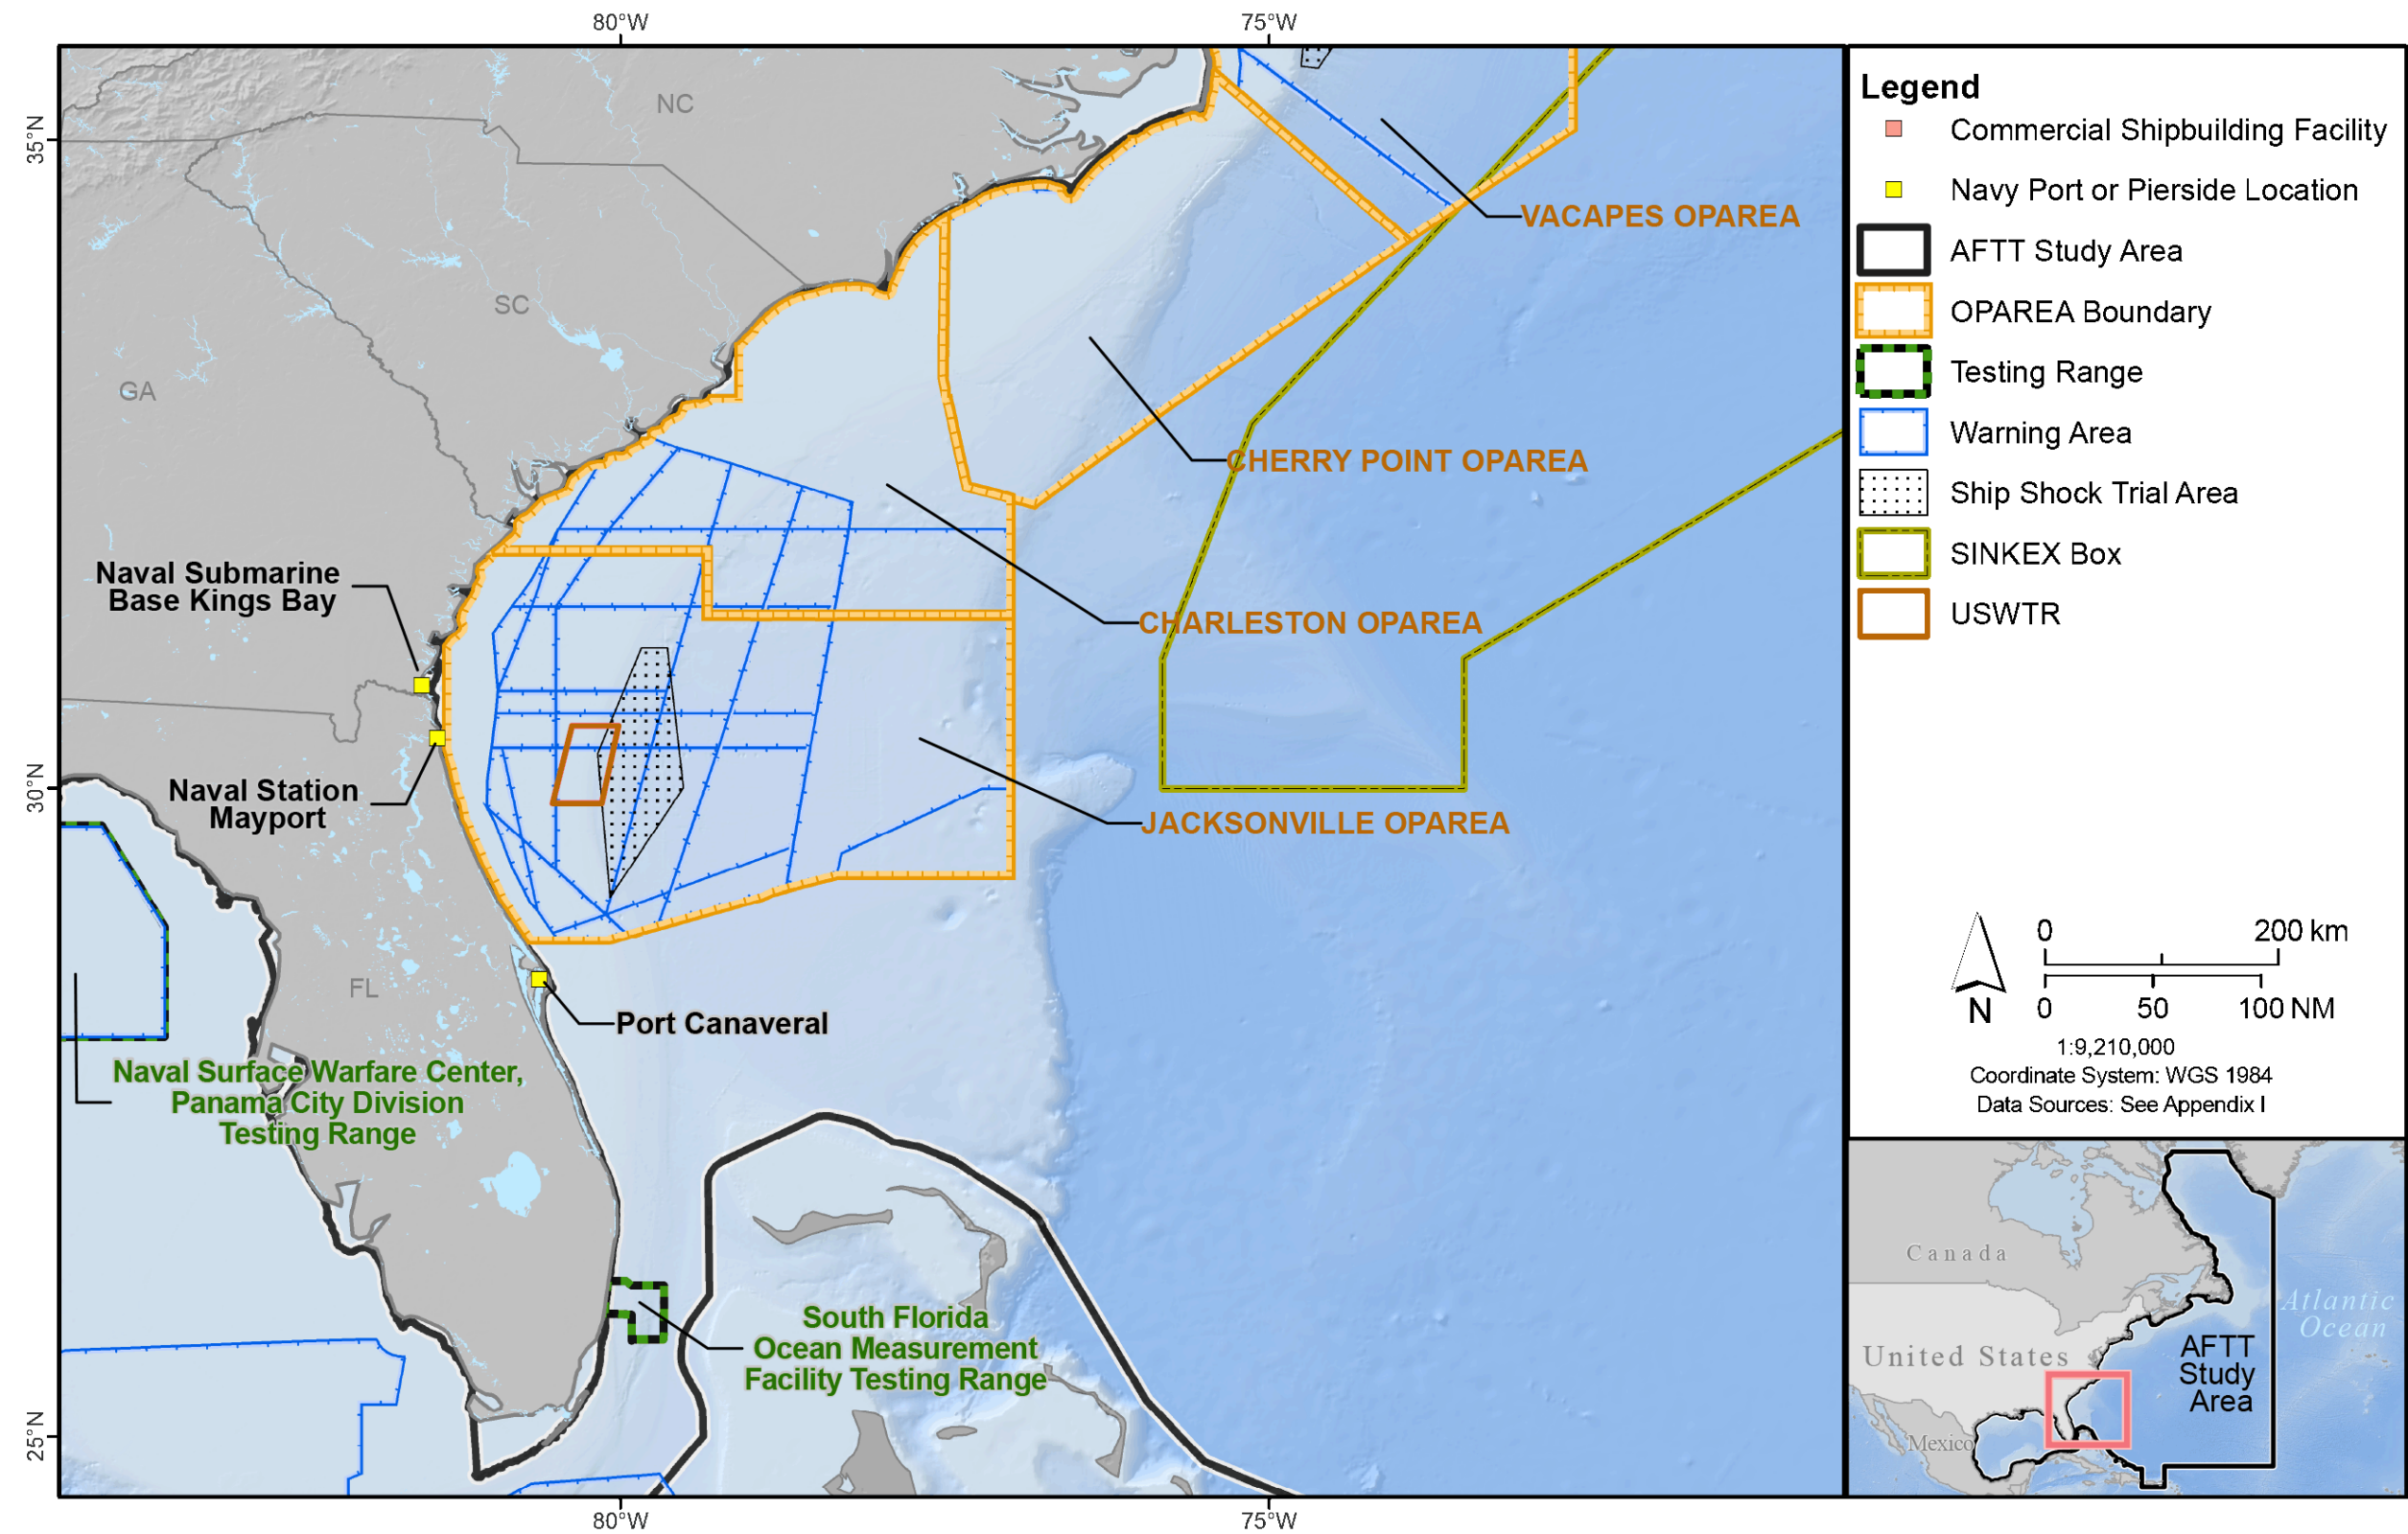 80°W
75°W
35°N
30°N
25°N
NC
SC
GA
FL
VACAPES OPAREA
CHERRY POINT OPAREA
CHARLESTON OPAREA
JACKSONVILLE OPAREA
Naval Submarine
Base Kings Bay
Naval Station
Mayport
Port Canaveral
Naval Surface Warfare Center,
Panama City Division
Testing Range
South Florida
Ocean Measurement
Facility Testing Range
80°W
75°W
Legend
Commercial Shipbuilding Facility
Navy Port or Pierside Location
AFTT Study Area
OPAREA Boundary
Testing Range
Warning Area
Ship Shock Trial Area
SINKEX Box
USWTR
N
0 200 km
0 50 100 NM
1:9,210,000
Coordinate System: WGS 1984
Data Sources: See Appendix I
Canada
United States
Mexico
Atlantic
Ocean
AFTT
Study
Area